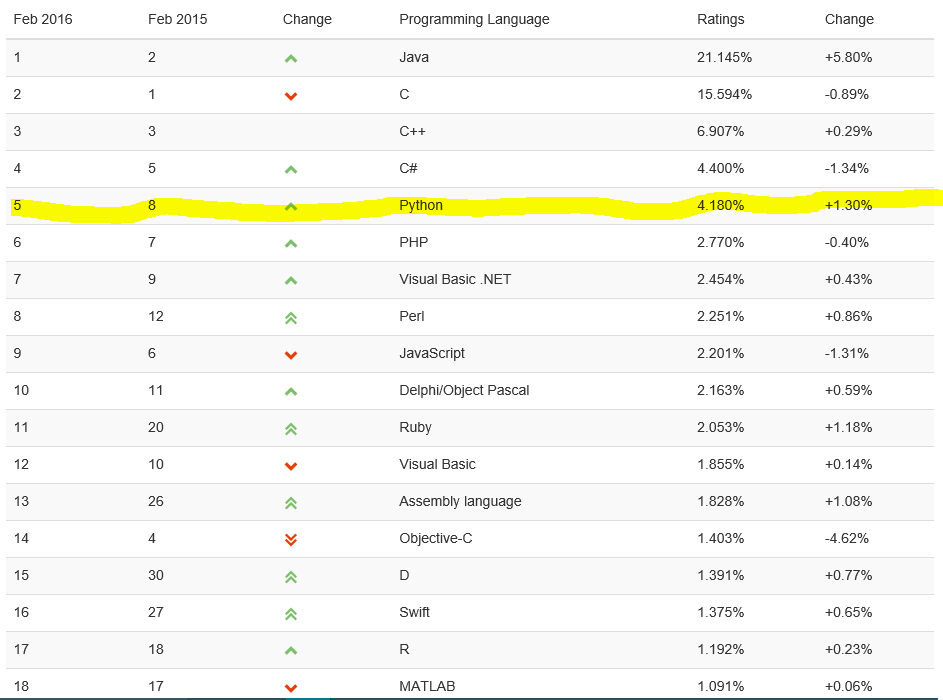 Feb 2016 Feb 2015 Change Programming Language Ratings Change
1 2 Java 21.145% +5.80%
2 1 C 15.594% -0.89%
3 3 C++ 6.907% +0.29%
4 5 C# 4.400% -1.34%
5 8 Python 4.180% +1.30%
6 7 PHP 2.770% -0.40%
7 9 Visual Basic .NET 2.454% +0.43%
8 12 Perl 2.251% +0.86%
9 6 JavaScript 2.201% -1.31%
10 11 Delphi/Object Pascal 2.163% +0.59%
11 20 Ruby 2.053% +1.18%
12 10 Visual Basic 1.855% +0.14%
13 26 Assembly language 1.828% +1.08%
14 4 Objective-C 1.403% -4.62%
15 30 D 1.391% +0.77%
16 27 Swift 1.375% +0.65%
17 18 R 1.192% +0.23%
18 17 MATLAB 1.091% +0.06%